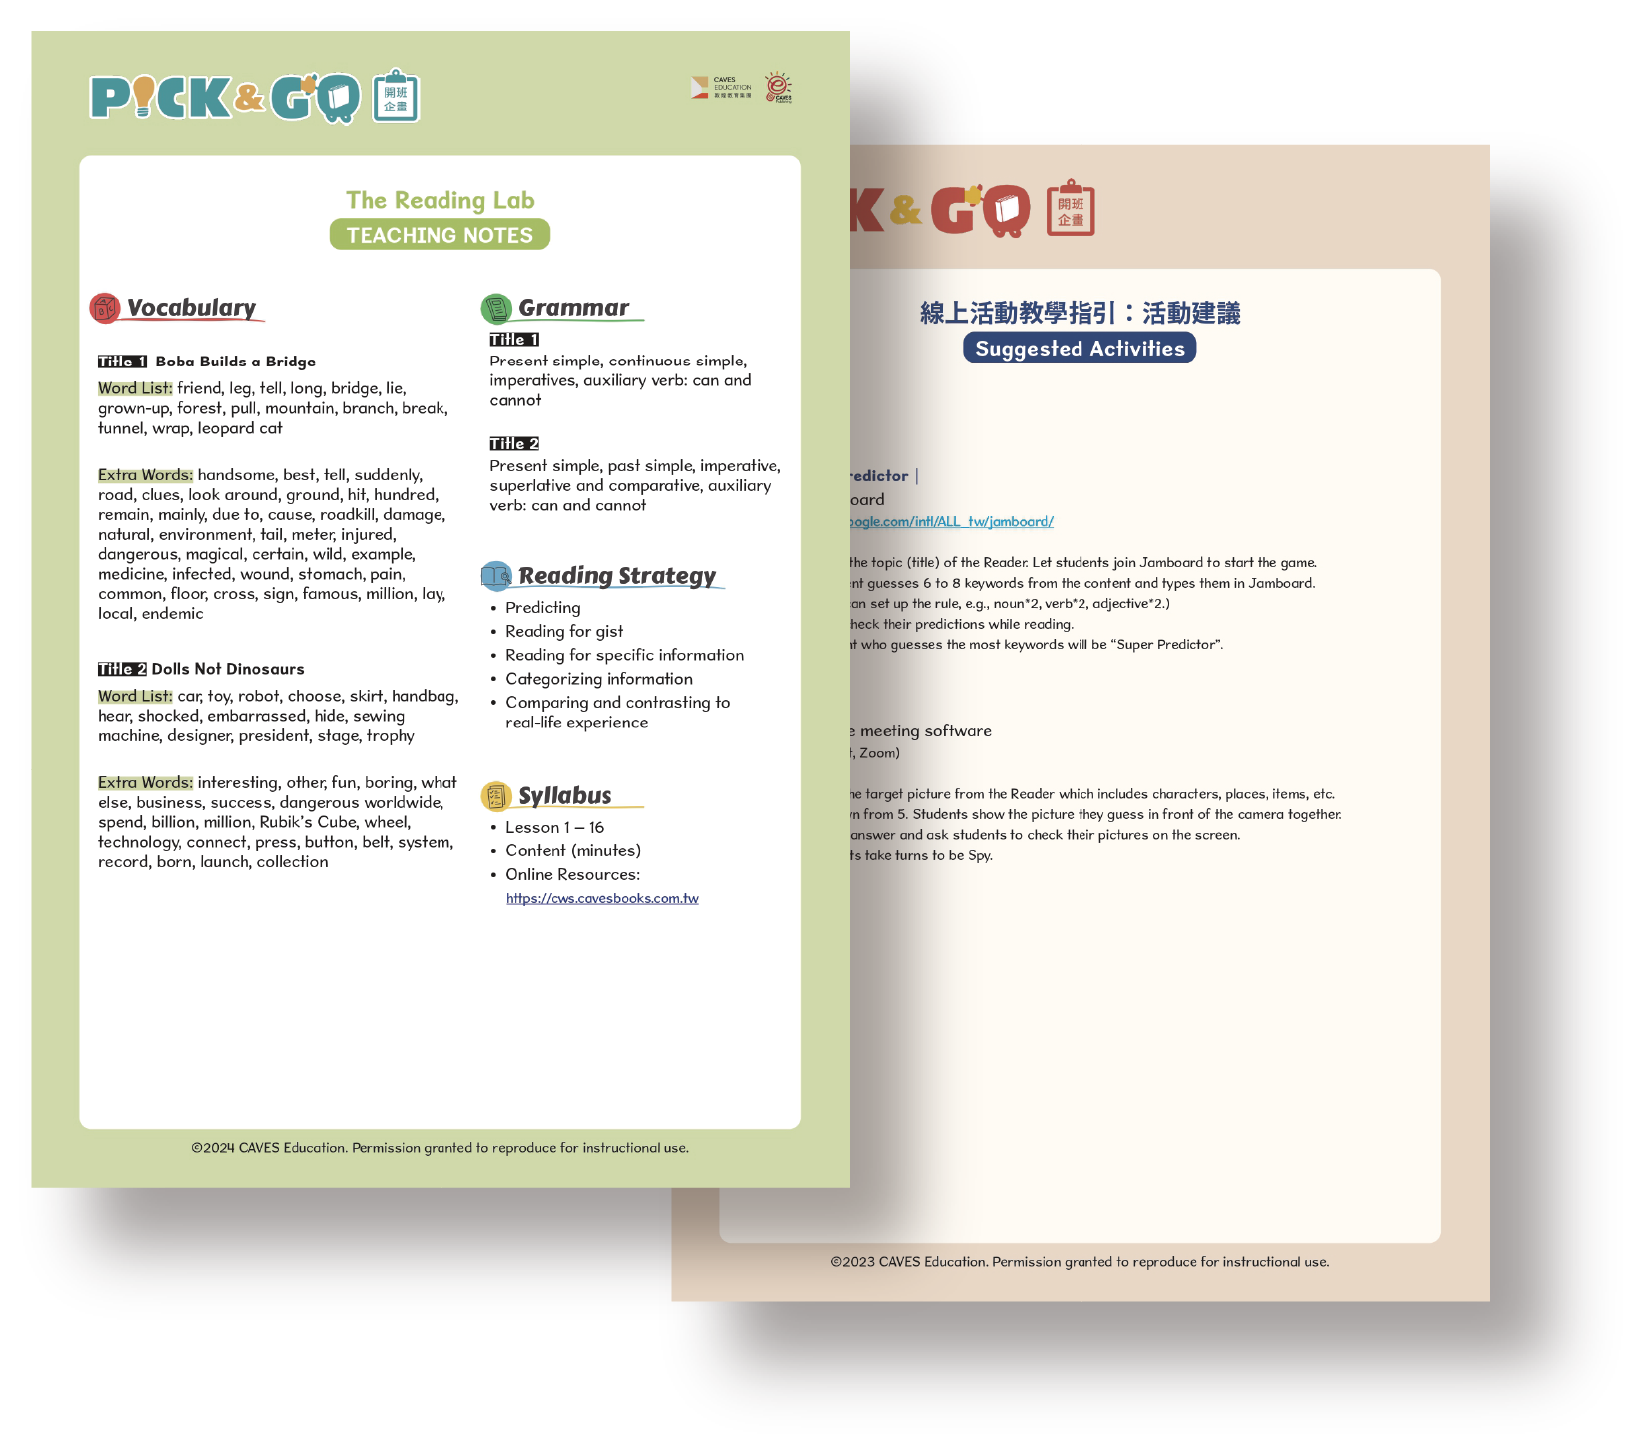 PICK & GO 開班
企畫
CAVES
EDUCATION
敦煌教育集團
CAVES
Publishing
The Reading Lab
TEACHING NOTES
Vocabulary
Title 1 Boba Builds a Bridge
Word List: friend, leg, tell, long, bridge, lie,
grown-up, forest, pull, mountain, branch, break,
tunnel, wrap, leopard cat
Extra Words: handsome, best, tell, suddenly,
road, clues, look around, ground, hit, hundred,
remain, mainly, due to, cause, roadkill, damage,
natural, environment, tail, meter, injured,
dangerous, magical, certain, wild, example,
medicine, infected, wound, stomach, pain,
common, floor, cross, sign, famous, million, lay,
local, endemic
Title 2 Dolls Not Dinosaurs
Word List: car, toy, robot, choose, skirt, handbag,
hear, shocked, embarrassed, hide, sewing
machine, designer, president, stage, trophy
Extra Words: interesting, other, fun, boring, what
else, business, success, dangerous worldwide,
spend, billion, million, Rubik's Cube, wheel,
technology, connect, press, button, belt, system,
record, born, launch, collection
Grammar
Title 1
Present simple, continuous simple,
imperatives, auxiliary verb: can and
cannot
Title 2
Present simple, past simple, imperative,
superlative and comparative, auxiliary
verb: can and cannot
Reading Strategy
• Predicting
• Reading for gist
• Reading for specific information
• Categorizing information
• Comparing and contrasting to
real-life experience
Syllabus
• Lesson 1 – 16
• Content (minutes)
• Online Resources:
https://cws.cavesbooks.com.tw
©2024 CAVES Education. Permission granted to reproduce for instructional use.
K & GO 開班
企畫
線上活動教學指引：活動建議
Suggested Activities
redictor |
oard
oogle.com/intl/ALL_tw/jamboard/
the topic (title) of the Reader. Let students join Jamboard to start the game.
nt guesses 6 to 8 keywords from the content and types them in Jamboard.
can set up the rule, e.g., noun*2, verb*2, adjective*2.)
heck their predictions while reading.
nt who guesses the most keywords will be “Super Predictor”.
e meeting software
t, Zoom)
he target picture from the Reader which includes characters, places, items, etc.
wn from 5. Students show the picture they guess in front of the camera together.
answer and ask students to check their pictures on the screen.
ts take turns to be Spy.
©2023 CAVES Education. Permission granted to reproduce for instructional use.